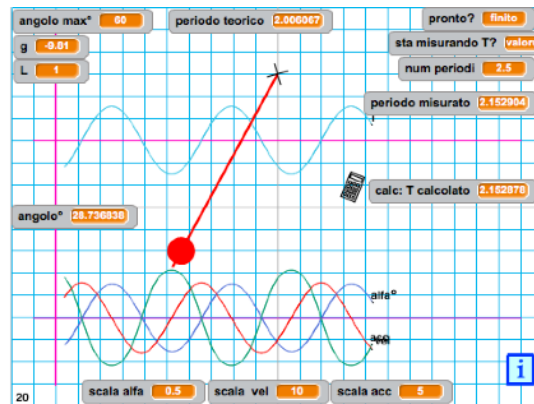 angolo max° 60
periodo teorico 2.006067
pronto? finito
g -9.81
sta misurando T? valor
L 1
num periodi 2.5
periodo misurato 2.152904
calc: T calcolato 2.152878
angolo° 28.736838
alfa°
acc
i
scala alfa 0.5
scala vel 10
scala acc 5
20